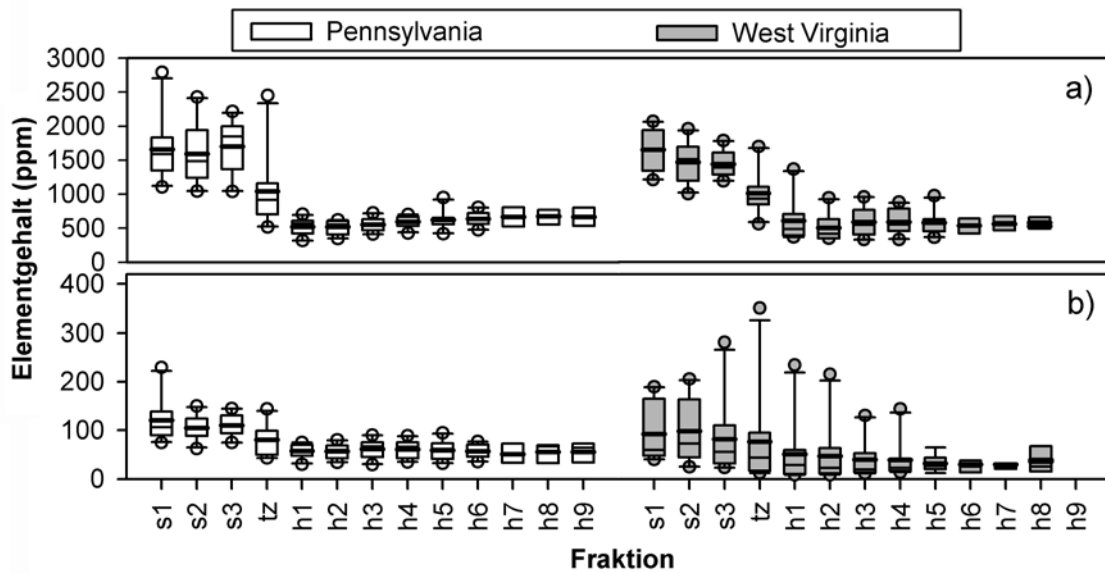 Pennsylvania West Virginia
a)
3000
2500
2000
1500
1000
500
0
Elementgehalt (ppm)
b)
400
300
200
100
0
s1 s2 s3 tz h1 h2 h3 h4 h5 h6 h7 h8 h9 s1 s2 s3 tz h1 h2 h3 h4 h5 h6 h7 h8 h9
Fraktion